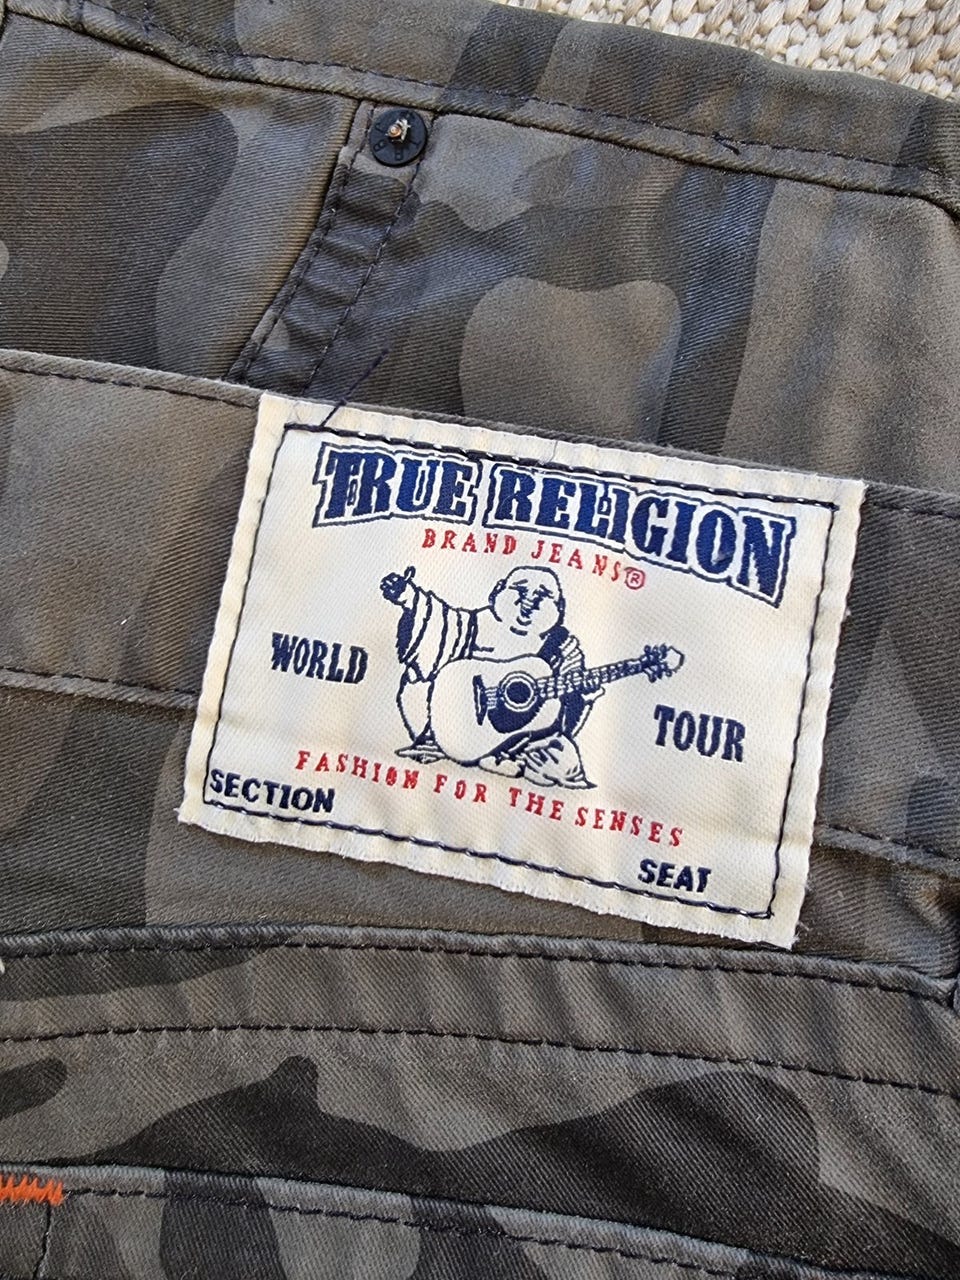 TRUE RELIGION
BRAND JEANS®
WORLD TOUR
FASHION FOR THE SENSES
SECTION
SEAT